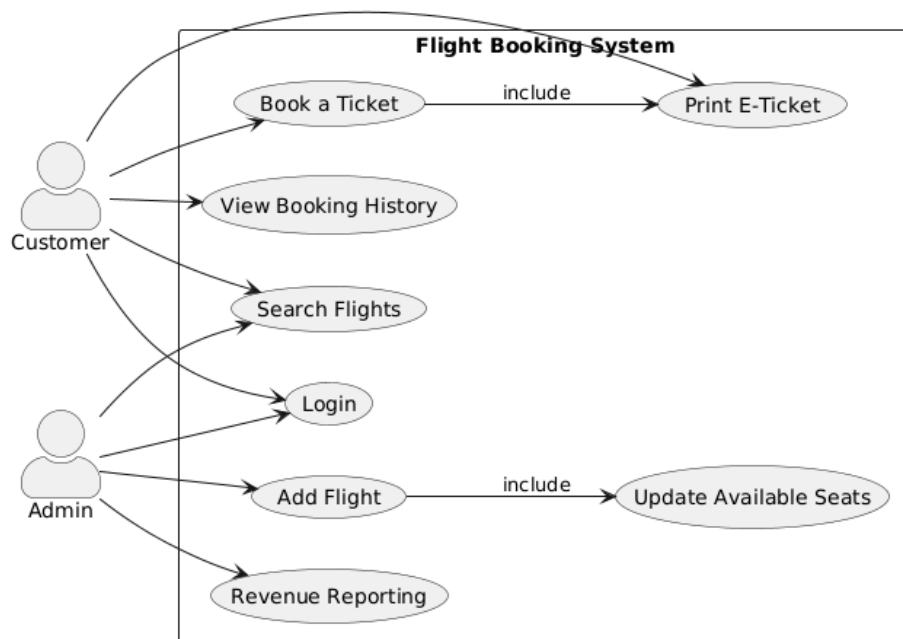 Flight Booking System
Book a Ticket
include
Print E-Ticket
View Booking History
Customer
Search Flights
Login
Admin
Add Flight
include
Update Available Seats
Revenue Reporting